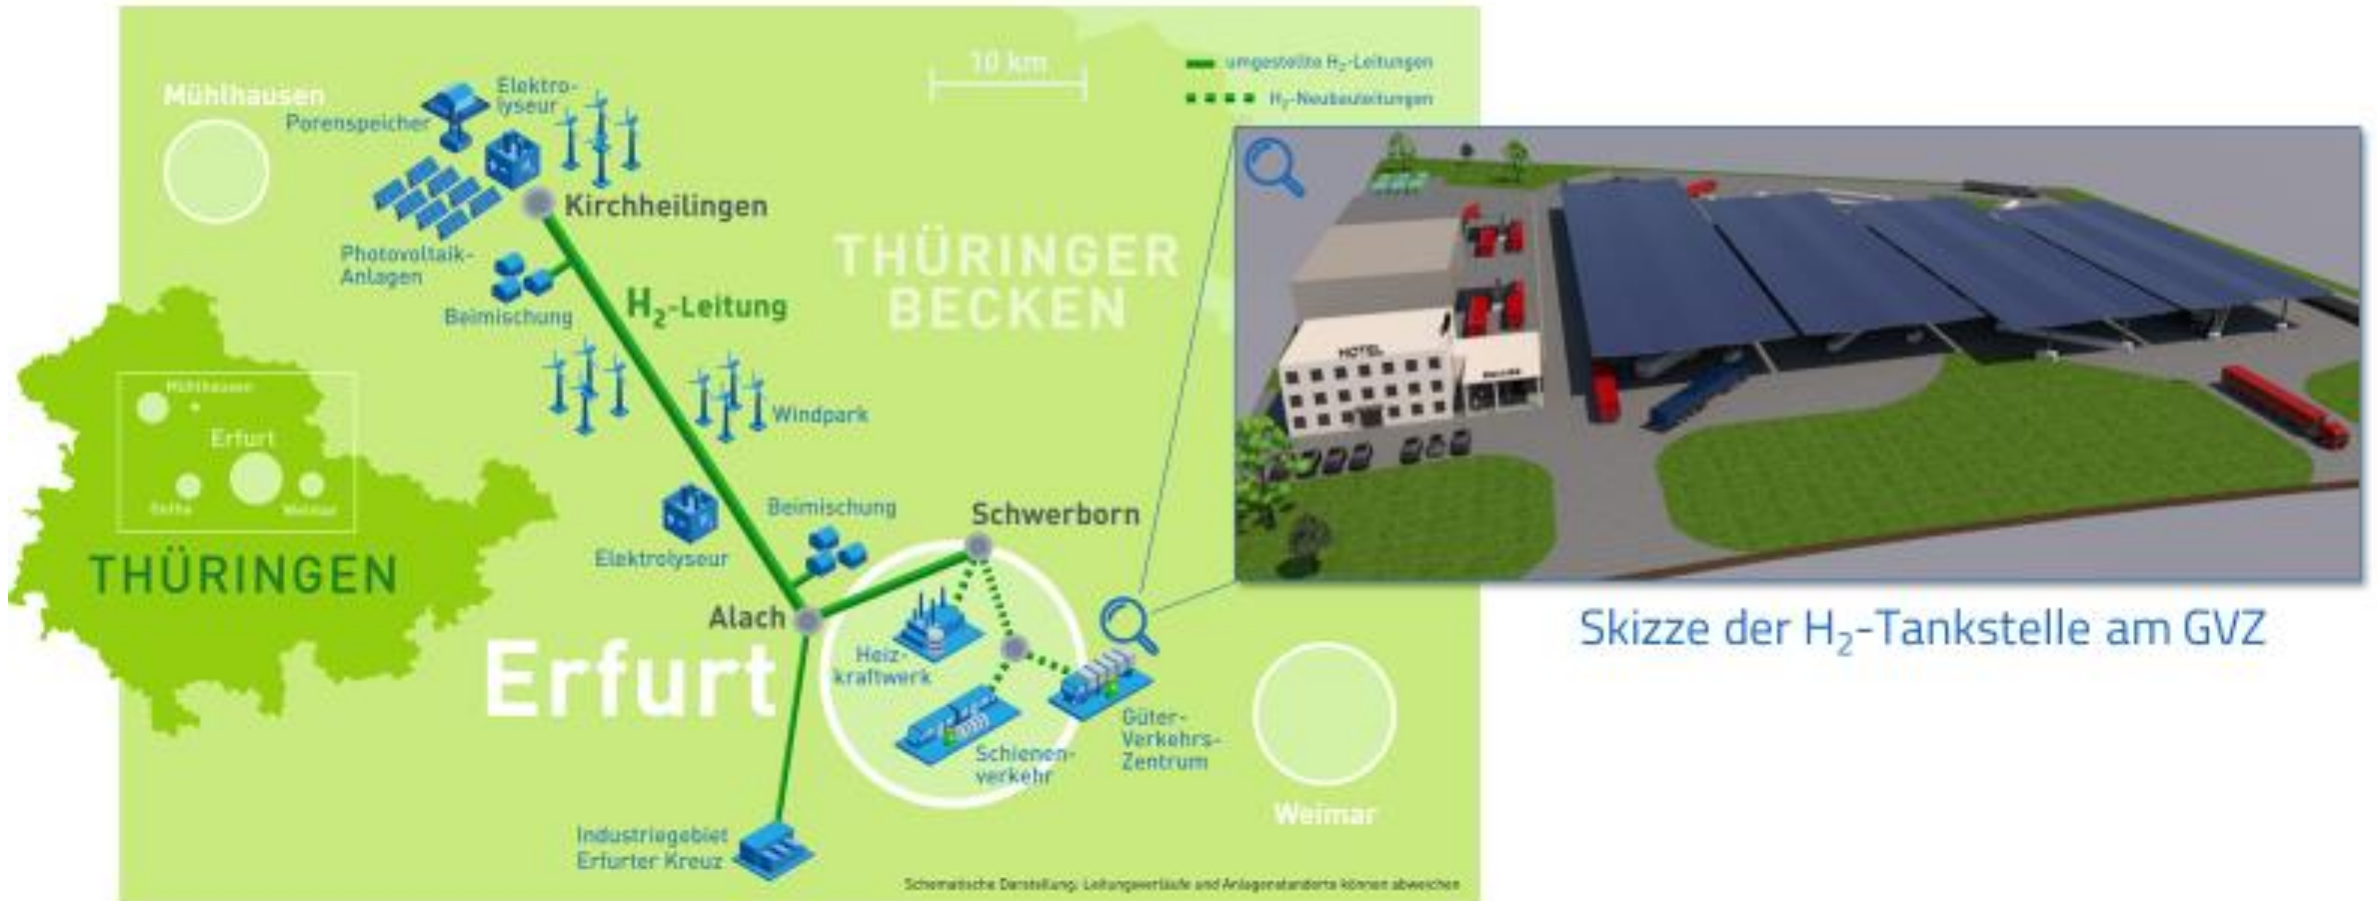 10 km
umgestellte H₂-Leitungen
H₂-Neubauleitungen
Mühlhausen
Elektro-
lyseur
Porenspeicher
Kirchheilingen
Photovoltaik-
Anlagen
Beimischung
H₂-Leitung
THÜRINGER
BECKEN
Windpark
Mühlhausen
Erfurt
Gotha
Weimar
THÜRINGEN
Elektrolyseur
Beimischung
Schwerborn
Alach
Erfurt
Heiz-
kraftwerk
Schienen-
verkehr
Güter-
Verkehrs-
Zentrum
Weimar
Industriegebiet
Erfurter Kreuz
Schematische Darstellung: Leitungsverläufe und Anlagenstandorte können abweichen
HOTEL
Skizze der H₂-Tankstelle am GVZ